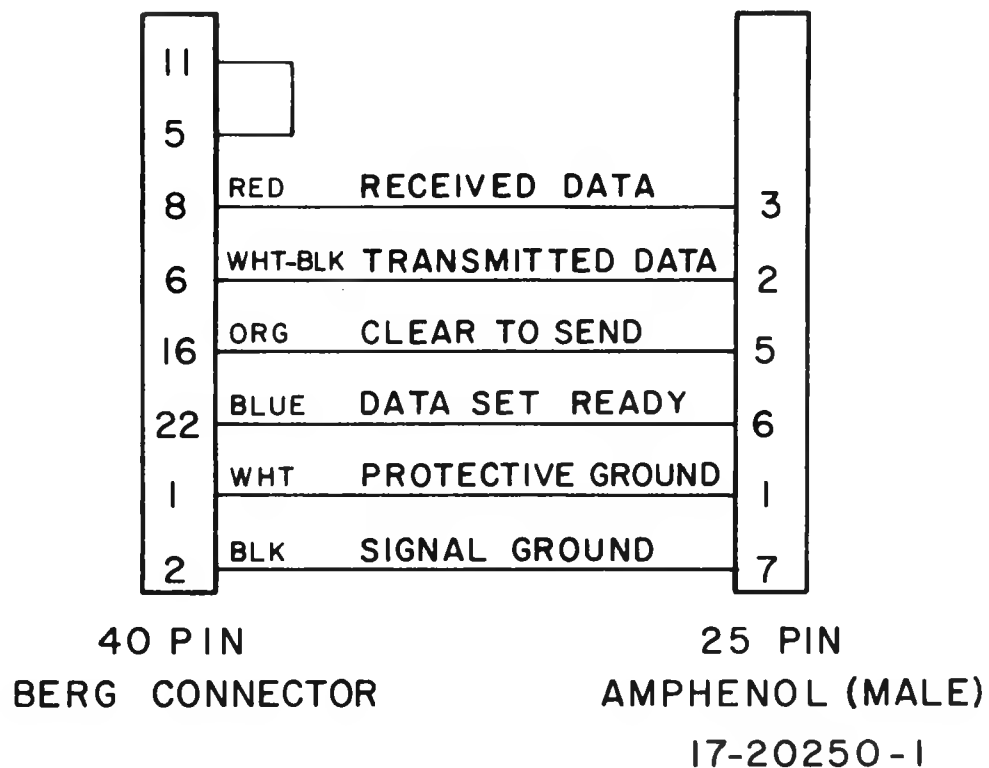 11
5
8 RED RECEIVED DATA 3
6 WHT-BLK TRANSMITTED DATA 2
16 ORG CLEAR TO SEND 5
22 BLUE DATA SET READY 6
1 WHT PROTECTIVE GROUND 1
2 BLK SIGNAL GROUND 7
40 PIN
BERG CONNECTOR
25 PIN
AMPHENOL (MALE)
17-20250-1